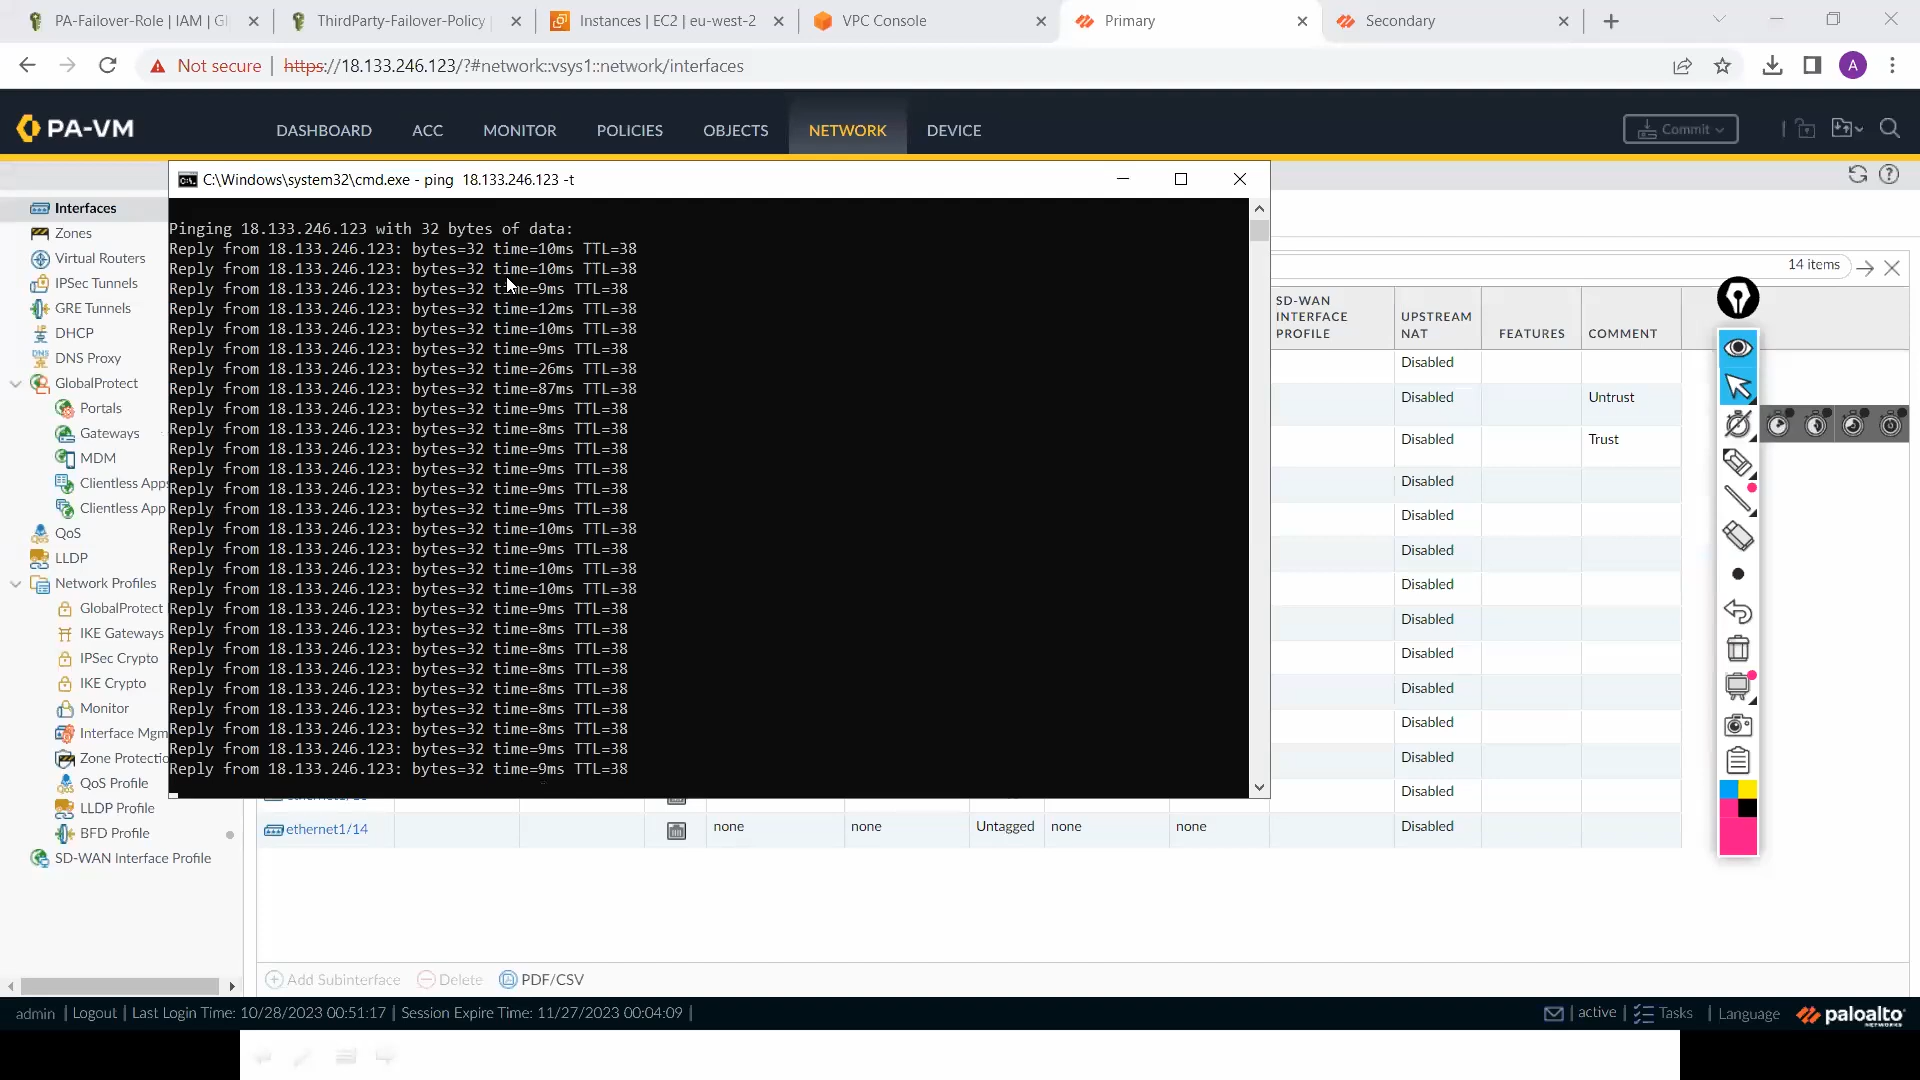 PA-Failover-Role | IAM | Gl
ThirdParty-Failover-Policy |
Instances | EC2 | eu-west-2
VPC Console
Primary
Secondary
Not secure
https://18.133.246.123/?#network::vsys1::network/interfaces
A
PA-VM
DASHBOARD
ACC
MONITOR
POLICIES
OBJECTS
NETWORK
DEVICE
Commit
Interfaces
Zones
Virtual Routers
IPSec Tunnels
GRE Tunnels
DHCP
DNS Proxy
GlobalProtect
Portals
Gateways
MDM
Clientless Apps
Clientless App
QoS
LLDP
Network Profiles
GlobalProtect
IKE Gateways
IPSec Crypto
IKE Crypto
Monitor
Interface Mgm
Zone Protectio
QoS Profile
LLDP Profile
BFD Profile
SD-WAN Interface Profile
C:\Windows\system32\cmd.exe - ping  18.133.246.123 -t
Pinging 18.133.246.123 with 32 bytes of data:
Reply from 18.133.246.123: bytes=32 time=10ms TTL=38
Reply from 18.133.246.123: bytes=32 time=10ms TTL=38
Reply from 18.133.246.123: bytes=32 time=9ms TTL=38
Reply from 18.133.246.123: bytes=32 time=12ms TTL=38
Reply from 18.133.246.123: bytes=32 time=10ms TTL=38
Reply from 18.133.246.123: bytes=32 time=9ms TTL=38
Reply from 18.133.246.123: bytes=32 time=26ms TTL=38
Reply from 18.133.246.123: bytes=32 time=87ms TTL=38
Reply from 18.133.246.123: bytes=32 time=9ms TTL=38
Reply from 18.133.246.123: bytes=32 time=8ms TTL=38
Reply from 18.133.246.123: bytes=32 time=9ms TTL=38
Reply from 18.133.246.123: bytes=32 time=9ms TTL=38
Reply from 18.133.246.123: bytes=32 time=9ms TTL=38
Reply from 18.133.246.123: bytes=32 time=9ms TTL=38
Reply from 18.133.246.123: bytes=32 time=10ms TTL=38
Reply from 18.133.246.123: bytes=32 time=9ms TTL=38
Reply from 18.133.246.123: bytes=32 time=10ms TTL=38
Reply from 18.133.246.123: bytes=32 time=10ms TTL=38
Reply from 18.133.246.123: bytes=32 time=9ms TTL=38
Reply from 18.133.246.123: bytes=32 time=8ms TTL=38
Reply from 18.133.246.123: bytes=32 time=8ms TTL=38
Reply from 18.133.246.123: bytes=32 time=8ms TTL=38
Reply from 18.133.246.123: bytes=32 time=8ms TTL=38
Reply from 18.133.246.123: bytes=32 time=8ms TTL=38
Reply from 18.133.246.123: bytes=32 time=8ms TTL=38
Reply from 18.133.246.123: bytes=32 time=9ms TTL=38
Reply from 18.133.246.123: bytes=32 time=9ms TTL=38
14 items
SD-WAN
INTERFACE
PROFILE
UPSTREAM
NAT
FEATURES
COMMENT
Disabled
Disabled
Untrust
Disabled
Trust
Disabled
Disabled
Disabled
Disabled
Disabled
Disabled
Disabled
Disabled
Disabled
Disabled
ethernet1/14
none
none
Untagged
none
none
Disabled
Add Subinterface
Delete
PDF/CSV
admin | Logout | Last Login Time: 10/28/2023 00:51:17 | Session Expire Time: 11/27/2023 00:04:09 |
| active | Tasks | Language
paloalto
NETWORKS